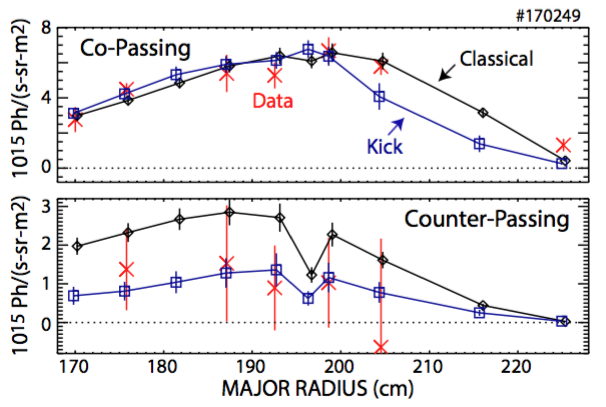 #170249
8
4
0
1015 Ph/(s-sr-m2)
Co-Passing
Classical
Data
Kick
3
2
1
0
1015 Ph/(s-sr-m2)
Counter-Passing
170 180 190 200 210 220
MAJOR RADIUS (cm)